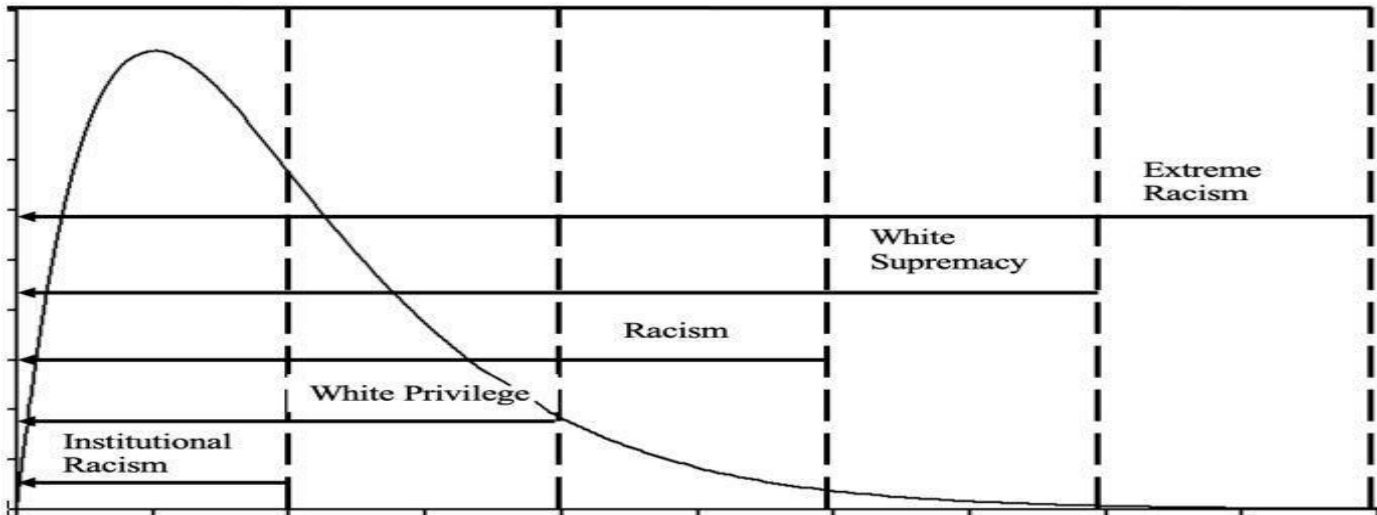 Extreme
Racism
White
Supremacy
Racism
White Privilege
Institutional
Racism